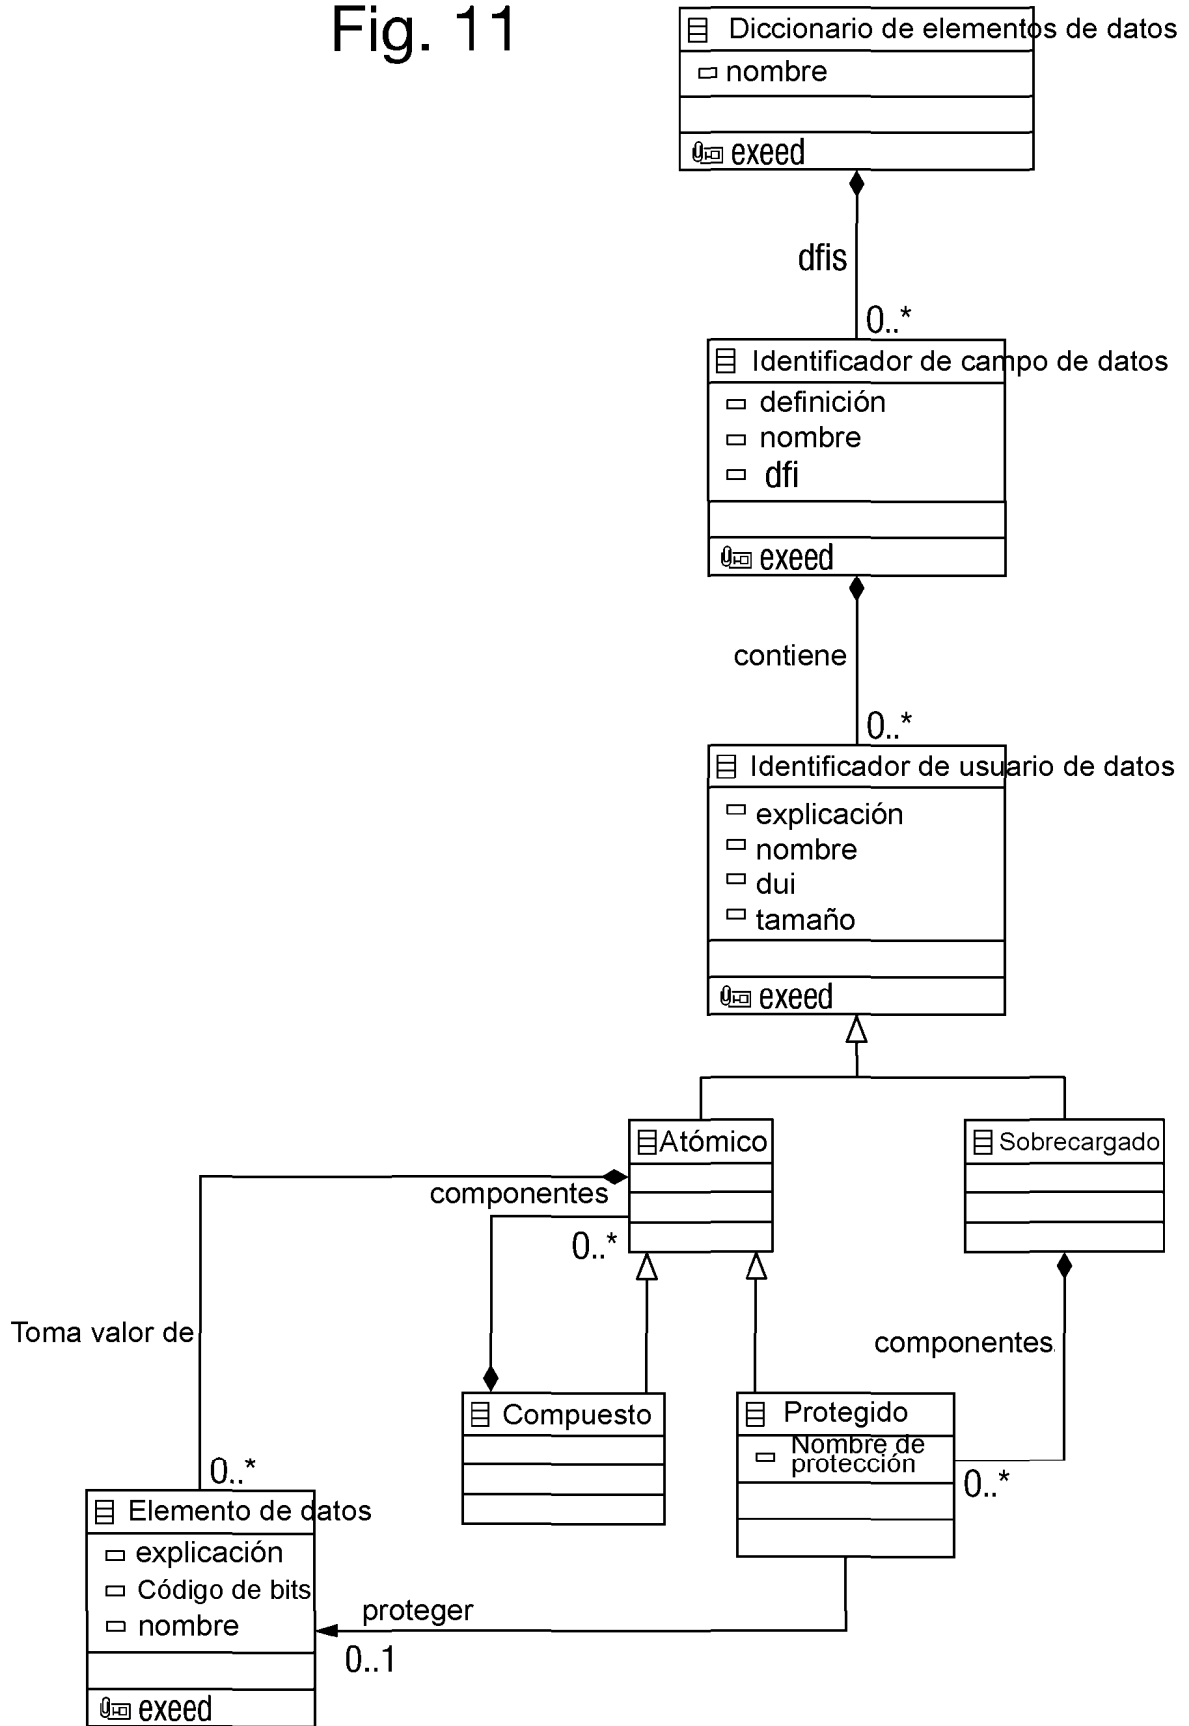 Fig. 11
Diccionario de elementos de datos
nombre
exeed
dfis
0..*
Identificador de campo de datos
definición
nombre
dfi
exeed
contiene
0..*
Identificador de usuario de datos
explicación
nombre
dui
tamaño
exeed
Atómico
Sobrecargado
componentes
0..*
Toma valor de
componentes
Compuesto
Protegido
Nombre de
protección
0..*
0..*
Elemento de datos
explicación
Código de bits
nombre
proteger
0..1
exeed